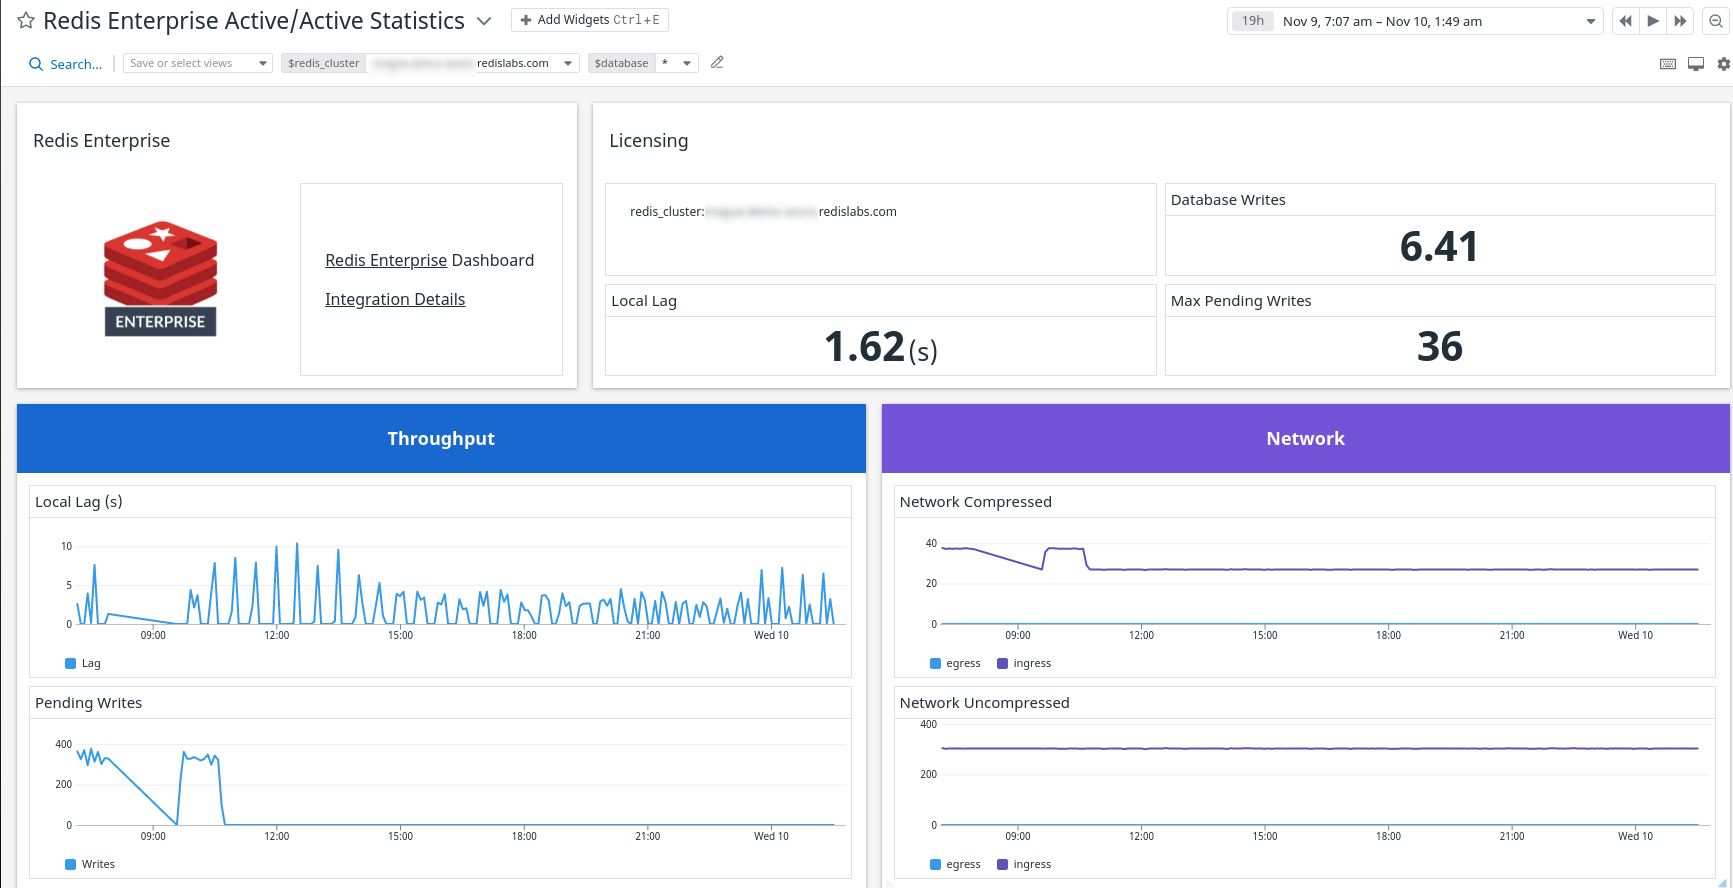 Redis Enterprise Active/Active Statistics
Add Widgets Ctrl+E
19h Nov 9, 7:07 am – Nov 10, 1:49 am
Search...
Save or select views
$redis_cluster redislabs.com
$database *
Redis Enterprise
ENTERPRISE
Redis Enterprise Dashboard
Integration Details
Licensing
redis_cluster: redislabs.com
Database Writes
6.41
Local Lag
1.62 (s)
Max Pending Writes
36
Throughput
Local Lag (s)
10
5
0
09:00 12:00 15:00 18:00 21:00 Wed 10
Lag
Pending Writes
400
200
0
09:00 12:00 15:00 18:00 21:00 Wed 10
Writes
Network
Network Compressed
40
20
0
09:00 12:00 15:00 18:00 21:00 Wed 10
egress ingress
Network Uncompressed
400
200
0
09:00 12:00 15:00 18:00 21:00 Wed 10
egress ingress